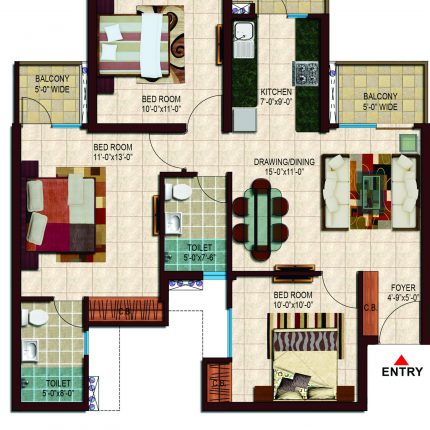 BALCONY
5'-0" WIDE
BED ROOM
10'-0"x11'-0"
KITCHEN
7'-0"x9'-0"
BALCONY
5'-0" WIDE
BED ROOM
11'-0"x13'-0"
DRAWING/DINING
15'-0"x11'-0"
TOILET
5'-0"x7'-6"
BED ROOM
10'-0"x10'-0"
FOYER
4'-9"x5'-0"
C.B.
C.B.
C.B.
TOILET
5'-0"x8'-0"
ENTRY